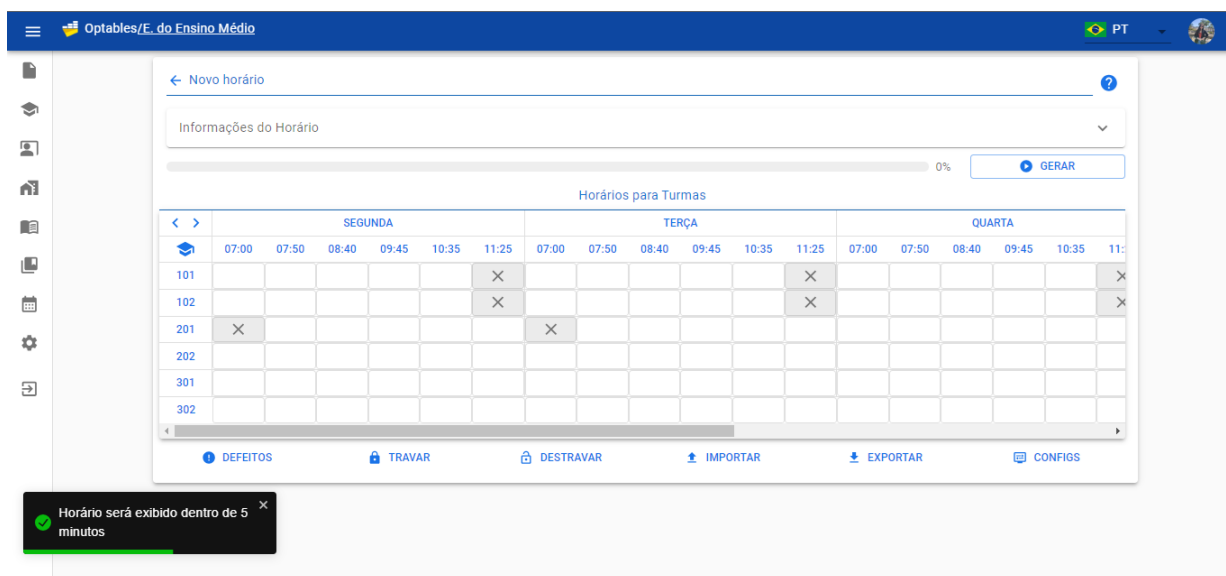 Optables/E. do Ensino Médio
PT
Novo horário
Informações do Horário
0%
GERAR
Horários para Turmas
SEGUNDA TERÇA QUARTA
07:00 07:50 08:40 09:45 10:35 11:25 07:00 07:50 08:40 09:45 10:35 11:25 07:00 07:50 08:40 09:45 10:35
101
102
201
202
301
302
DEFEITOS TRAVAR DESTRAVAR IMPORTAR EXPORTAR CONFIGS
Horário será exibido dentro de 5
minutos